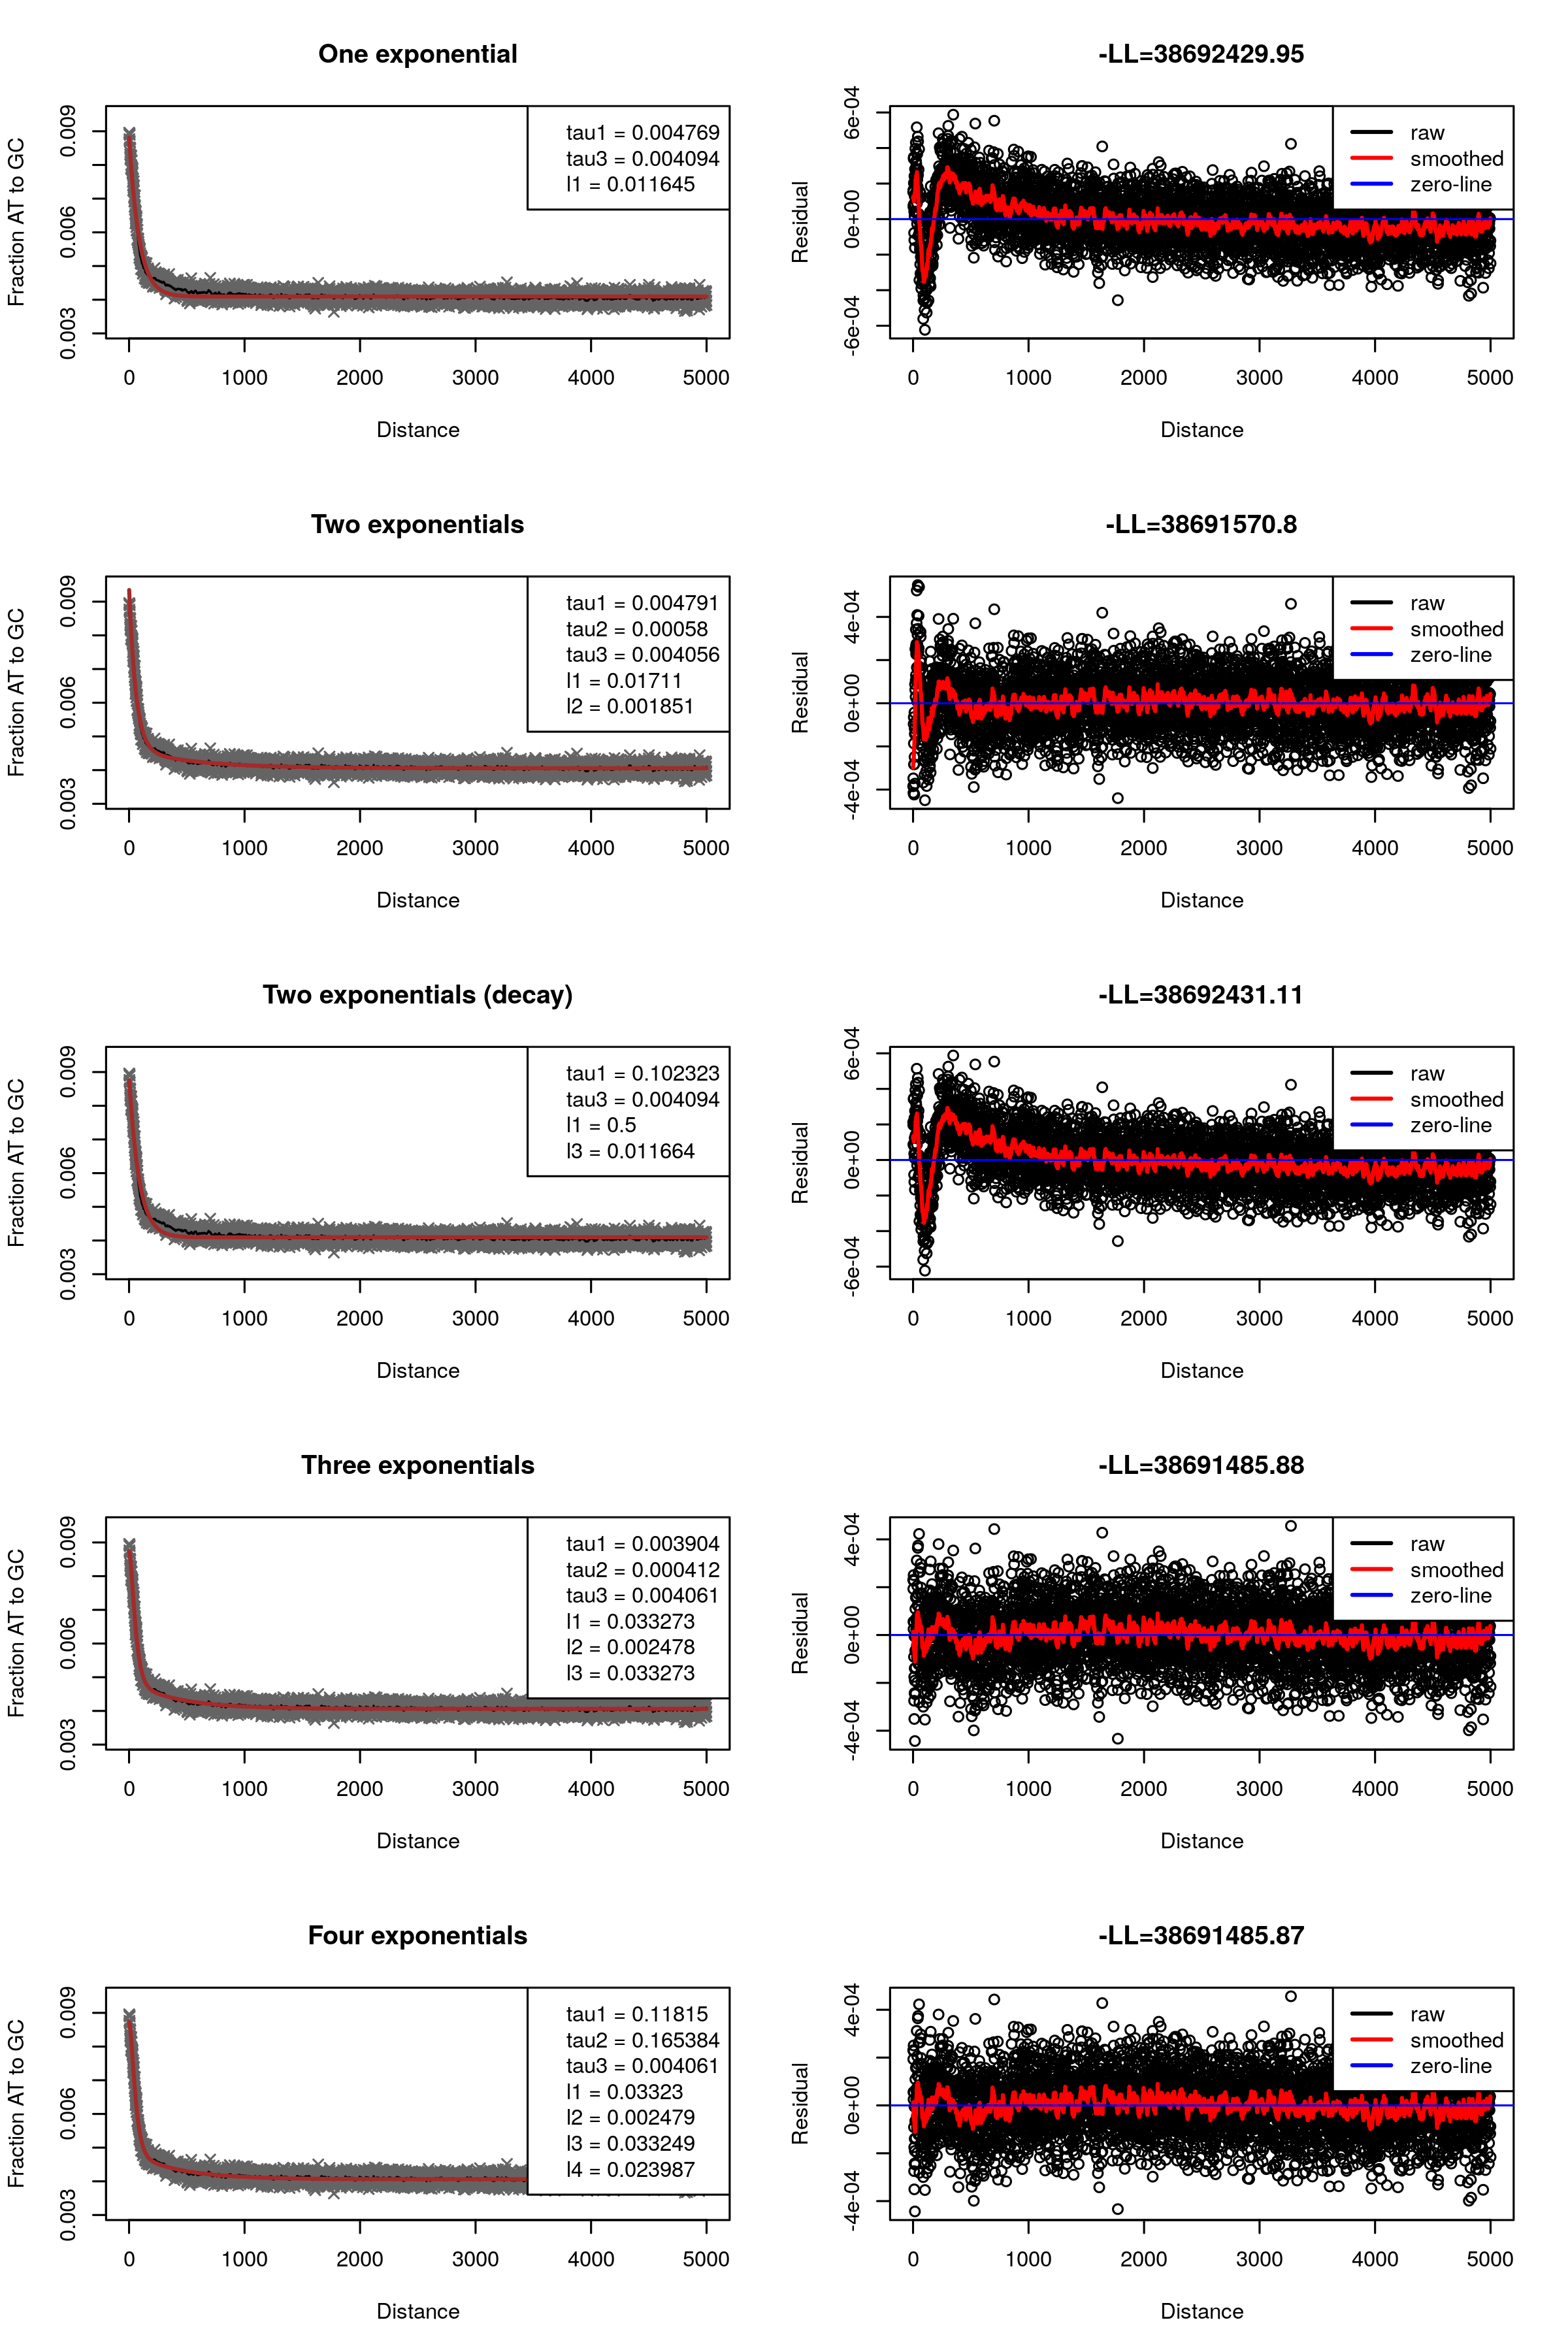 One exponential
-LL=38692429.95
Fraction AT to GC
0.003 0.006 0.009
tau1 = 0.004769
tau3 = 0.004094
l1 = 0.011645
0 1000 2000 3000 4000 5000
Distance
Residual
-6e-04 0e+00 6e-04
raw
smoothed
zero-line
0 1000 2000 3000 4000 5000
Distance
Two exponentials
-LL=38691570.8
Fraction AT to GC
0.003 0.006 0.009
tau1 = 0.004791
tau2 = 0.00058
tau3 = 0.004056
l1 = 0.01711
l2 = 0.001851
0 1000 2000 3000 4000 5000
Distance
Residual
-4e-04 0e+00 4e-04
raw
smoothed
zero-line
0 1000 2000 3000 4000 5000
Distance
Two exponentials (decay)
-LL=38692431.11
Fraction AT to GC
0.003 0.006 0.009
tau1 = 0.102323
tau3 = 0.004094
l1 = 0.5
l3 = 0.011664
0 1000 2000 3000 4000 5000
Distance
Residual
-6e-04 0e+00 6e-04
raw
smoothed
zero-line
0 1000 2000 3000 4000 5000
Distance
Three exponentials
-LL=38691485.88
Fraction AT to GC
0.003 0.006 0.009
tau1 = 0.003904
tau2 = 0.000412
tau3 = 0.004061
l1 = 0.033273
l2 = 0.002478
l3 = 0.033273
0 1000 2000 3000 4000 5000
Distance
Residual
-4e-04 0e+00 4e-04
raw
smoothed
zero-line
0 1000 2000 3000 4000 5000
Distance
Four exponentials
-LL=38691485.87
Fraction AT to GC
0.003 0.006 0.009
tau1 = 0.11815
tau2 = 0.165384
tau3 = 0.004061
l1 = 0.03323
l2 = 0.002479
l3 = 0.033249
l4 = 0.023987
0 1000 2000 3000 4000 5000
Distance
Residual
-4e-04 0e+00 4e-04
raw
smoothed
zero-line
0 1000 2000 3000 4000 5000
Distance